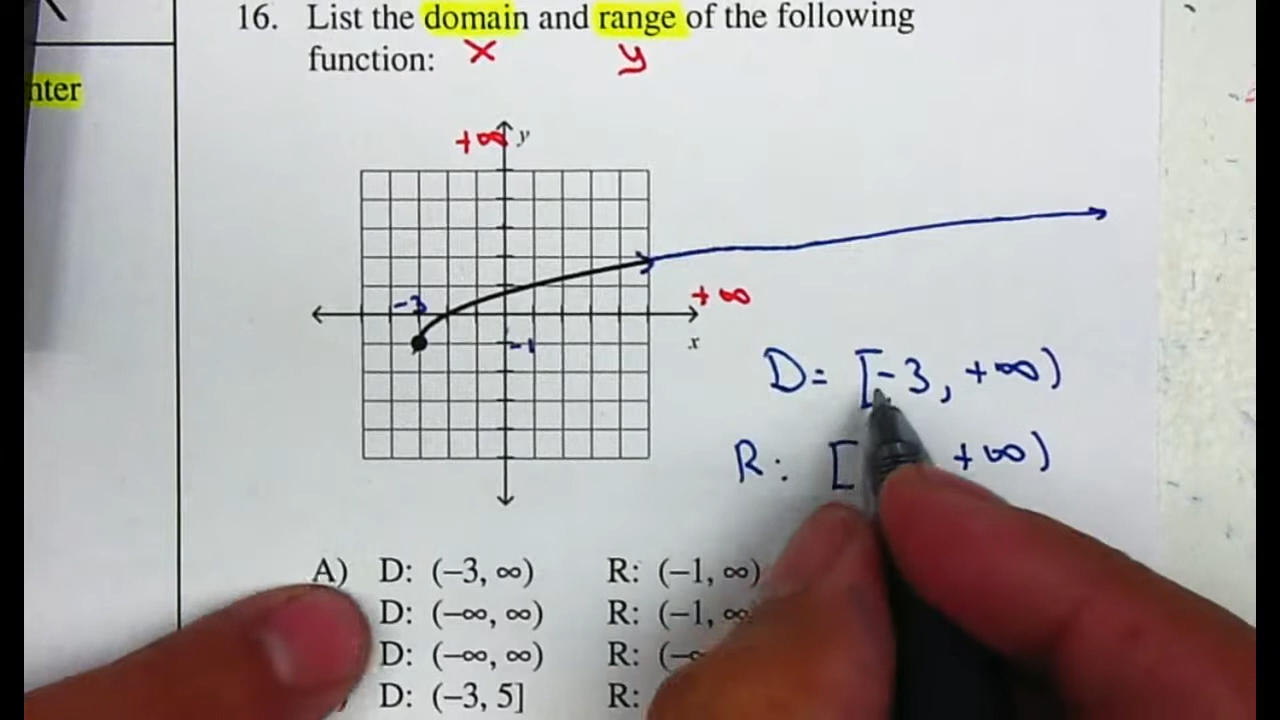 16. List the domain and range of the following
function: x y
nter
+∞ y
-3
+∞
-1
x
D= [-3, +∞)
R: [ +∞)
A) D: (−3, ∞) R: (−1, ∞)
D: (−∞, ∞) R: (−1, ∞
D: (−∞, ∞) R: (−
D: (−3, 5] R: